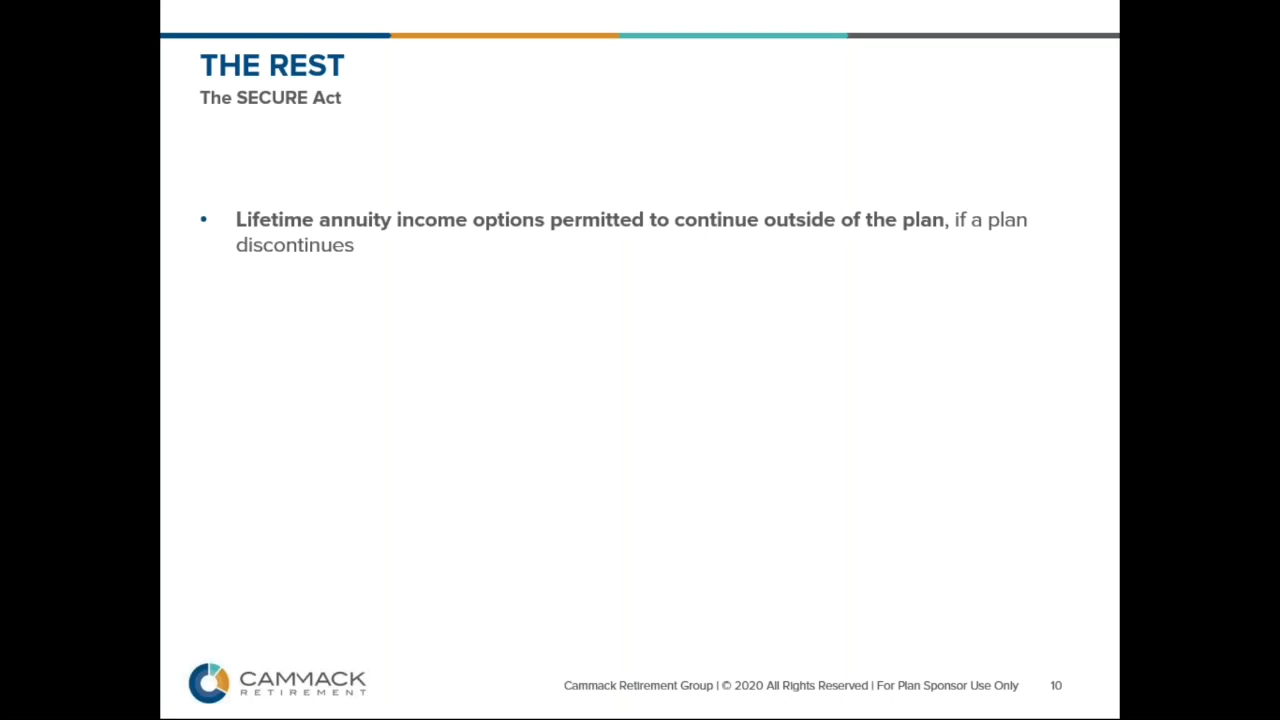 THE REST
The SECURE Act
• Lifetime annuity income options permitted to continue outside of the plan, if a plan
discontinues
CAMMACK
RETIREMENT
Cammack Retirement Group | © 2020 All Rights Reserved | For Plan Sponsor Use Only 10